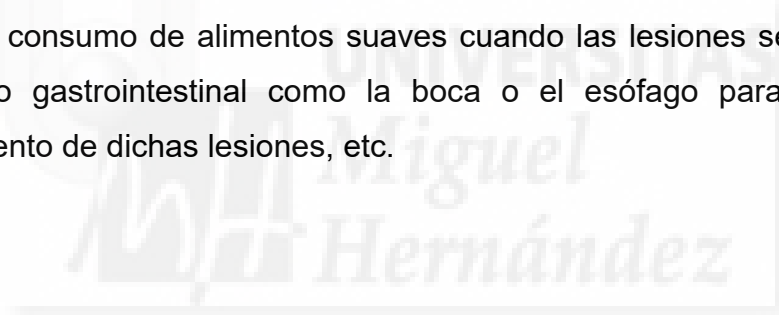 consumo de alimentos suaves cuando las lesiones se
UNIVERSITAS
o gastrointestinal como la boca o el esófago para
ento de dichas lesiones, etc.
Miguel
Hernández